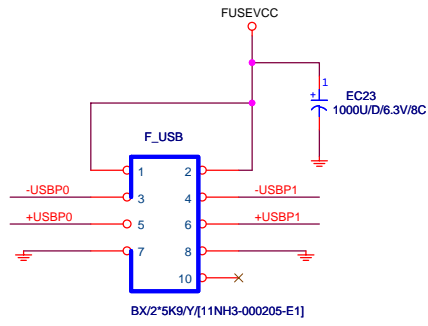 FUSEVCC
1
EC23
+
1000U/D/6.3V/8C
F_USB
1 2
-USBP0 3 4 -USBP1
+USBP0 5 6 +USBP1
7 8
10
BX/2*5K9/Y/[11NH3-000205-E1]